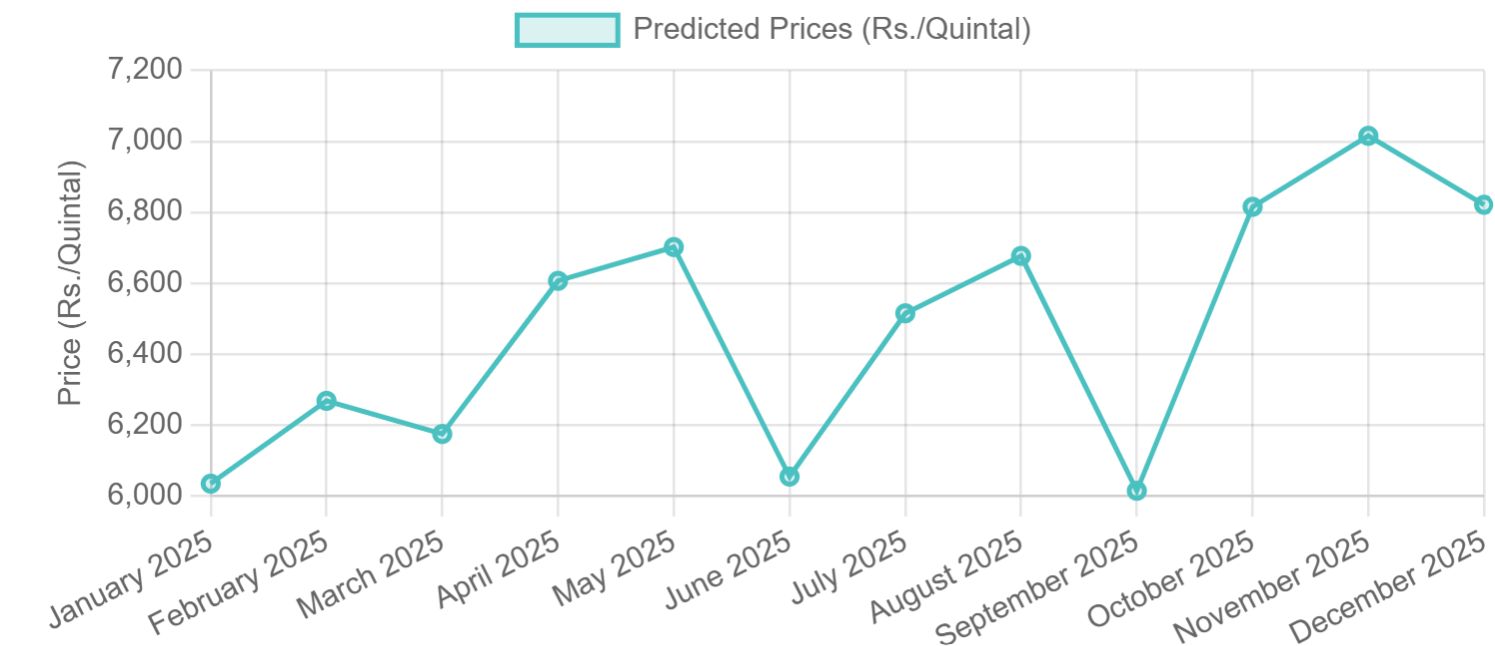 Predicted Prices (Rs./Quintal)
7,200
7,000
6,800
6,600
6,400
6,200
6,000
Price (Rs./Quintal)
January 2025
February 2025
March 2025
April 2025
May 2025
June 2025
July 2025
August 2025
September 2025
October 2025
November 2025
December 2025